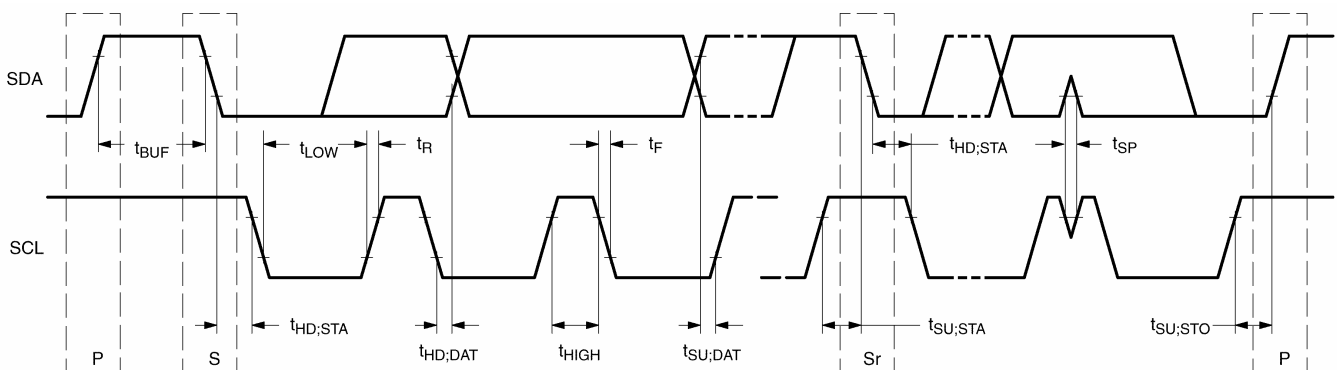 SDA
tBUF
tLOW
tR
tF
tHD;STA
tSP
SCL
tHD;STA
tHD;DAT
tHIGH
tSU;DAT
tSU;STA
tSU;STO
P
S
Sr
P